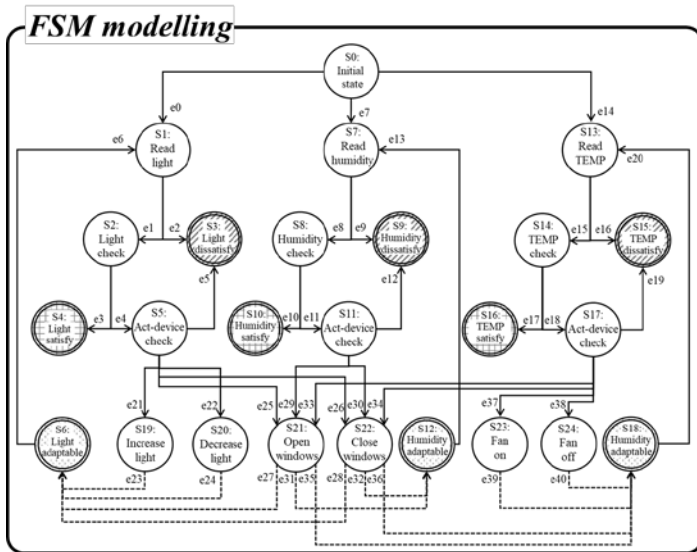 FSM modelling
S0:
Initial
state
e0
e7
e14
e6
S1:
Read
light
S7:
Read
humidity
e13
S13:
Read
TEMP
e20
S2:
Light
check
e1
e2
S3:
Light
dissatisfy
e5
S8:
Humidity
check
e8
e9
S9:
Humidity
dissatisfy
e12
S14:
TEMP
check
e15
e16
S15:
TEMP
dissatisfy
e19
S4:
Light
satisfy
e3
e4
S5:
Act-device
check
S10:
Humidity
satisfy
e10
e11
S11:
Act-device
check
S16:
TEMP
satisfy
e17
e18
S17:
Act-device
check
e21
e22
e25
e29
e33
e26
e30
e34
e37
e38
S6:
Light
adaptable
S19:
Increase
light
S20:
Decrease
light
S21:
Open
windows
S22:
Close
windows
S12:
Humidity
adaptable
S23:
Fan
on
S24:
Fan
off
S18:
Humidity
adaptable
e23
e24
e27
e31
e35
e28
e32
e36
e39
e40